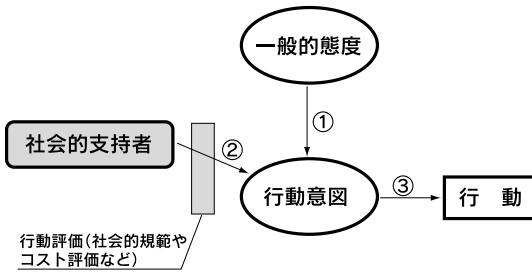 一般的態度
①
社会的支持者
②
行動意図
③
行 動
行動評価(社会的規範や
コスト評価など)